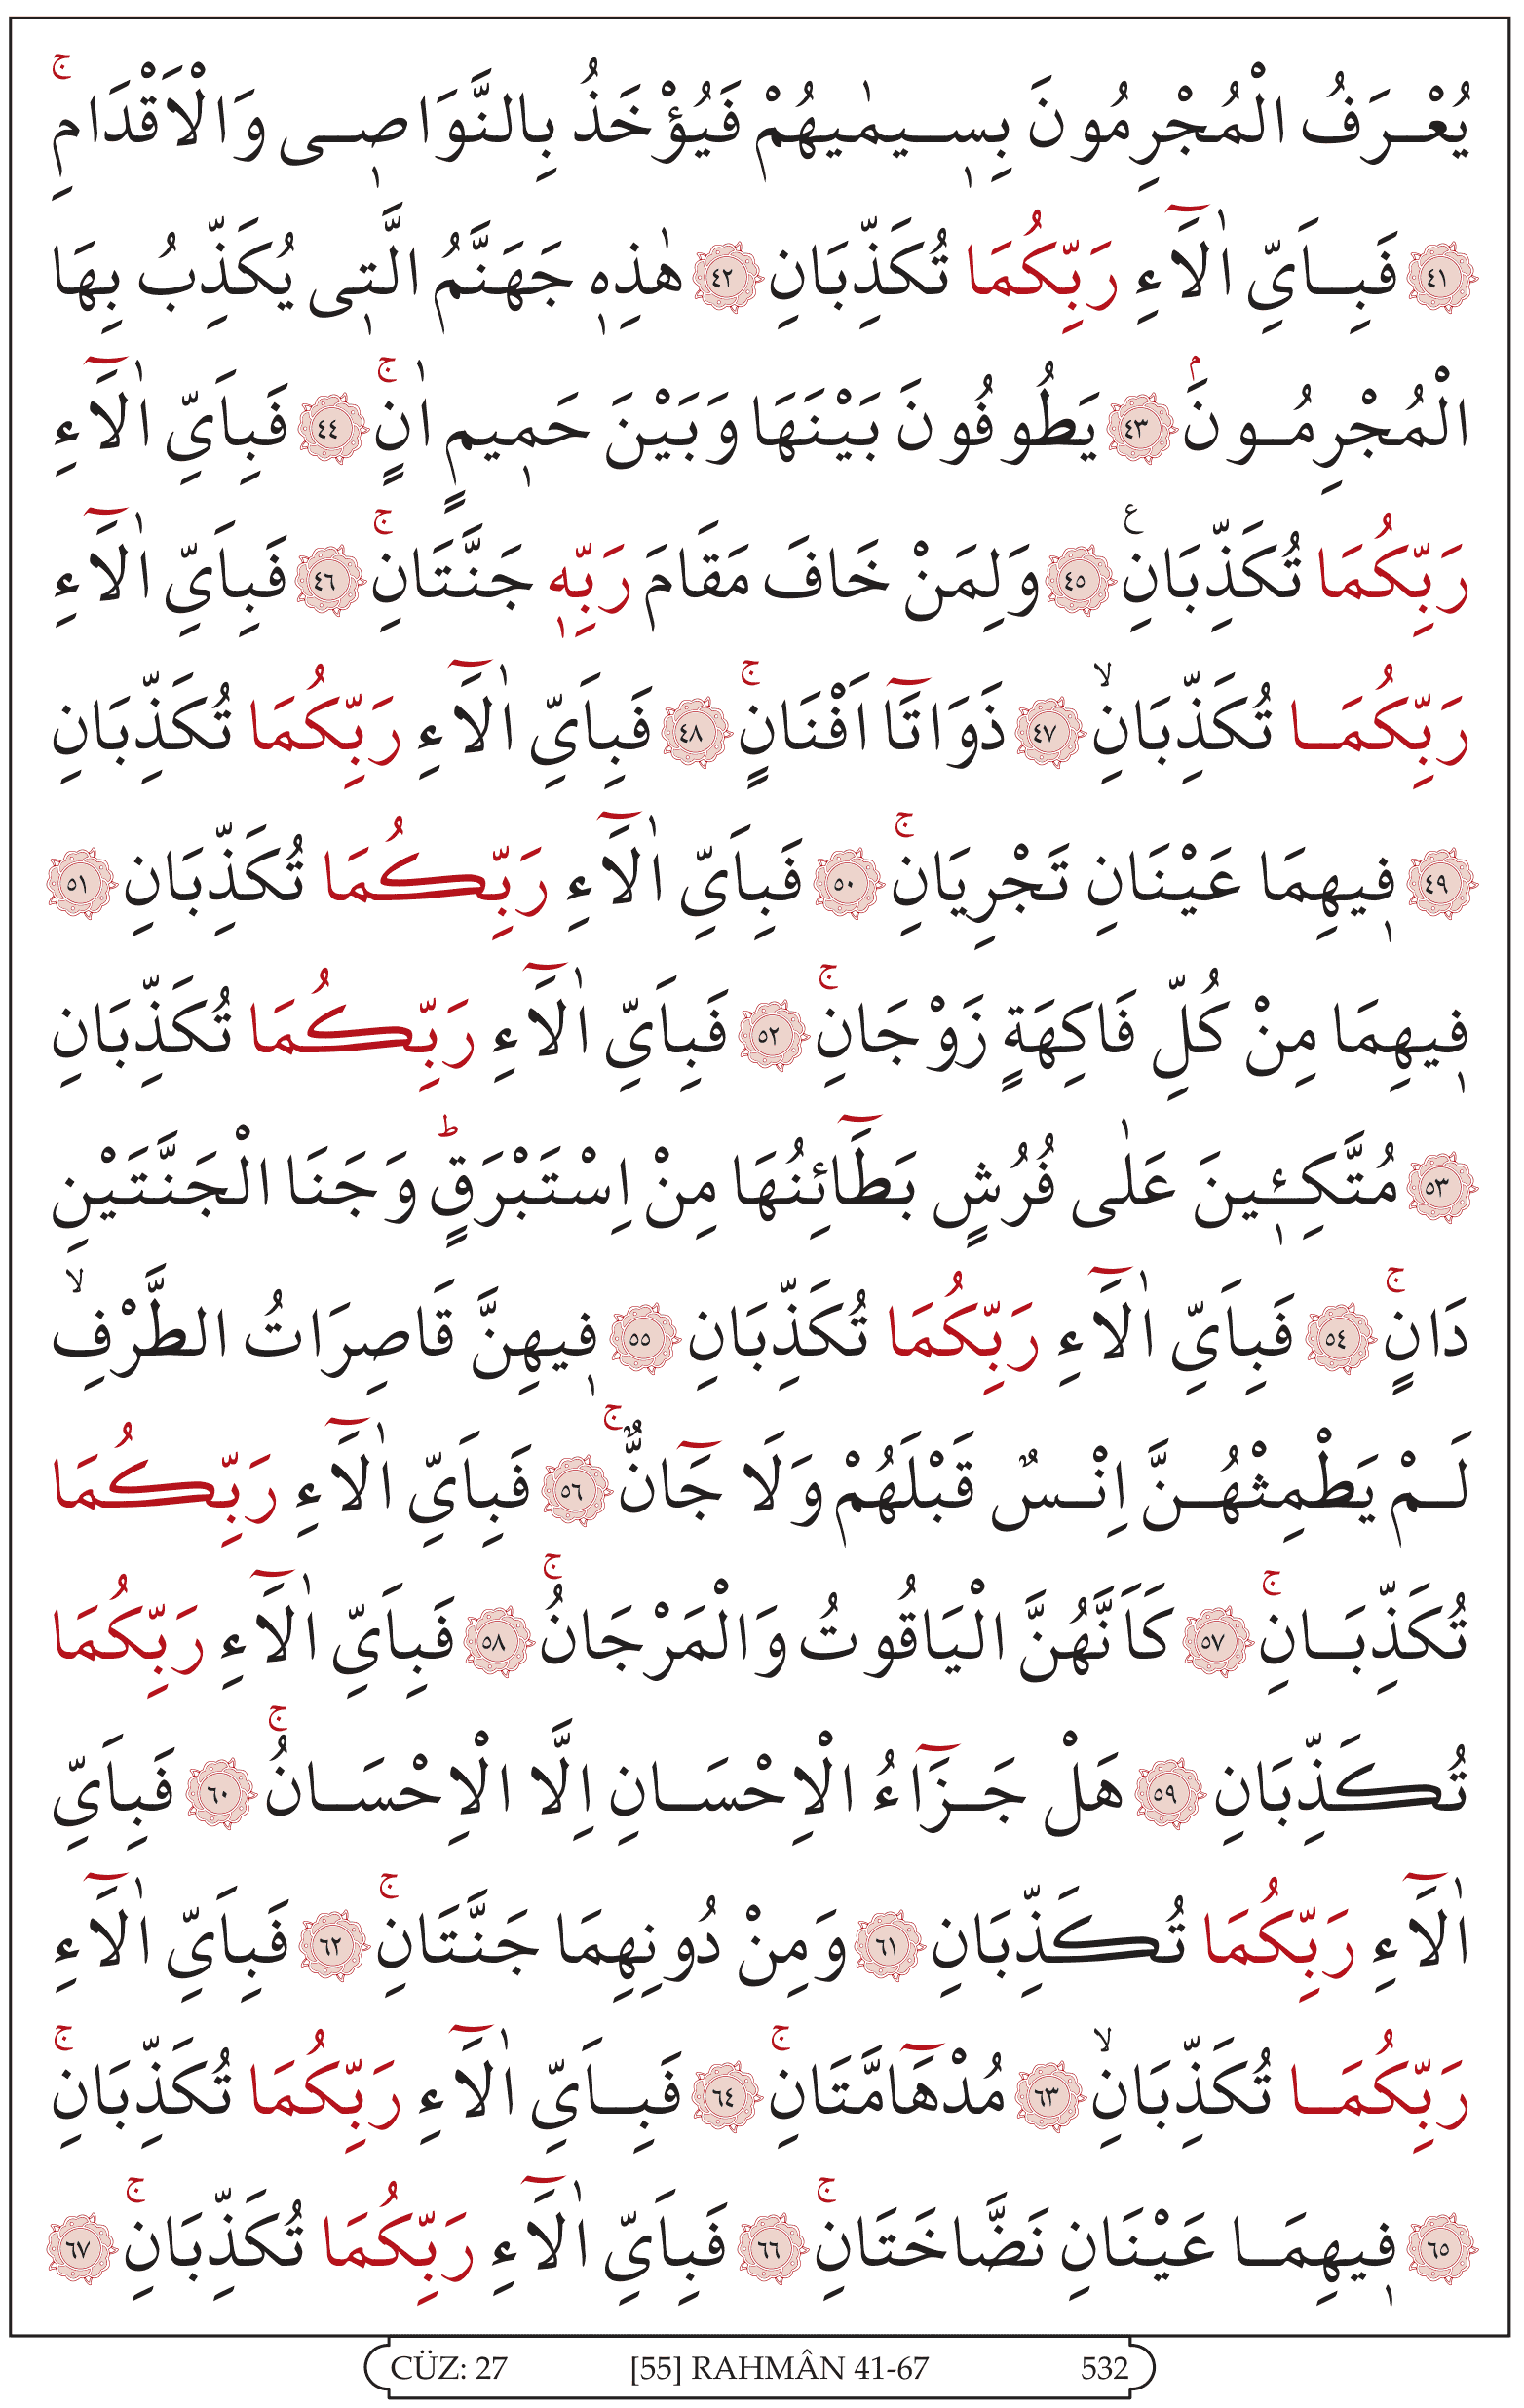 يُعْرَفُ الْمُجْرِمُونَ بِس۪يمٰيهُمْ فَيُؤْخَذُ بِالنَّوَاص۪ي وَالْاَقْدَامِۚ
﴿٤١﴾ فَبِاَيِّ اٰلَٓاءِ رَبِّكُمَا تُكَذِّبَانِ ﴿٤٢﴾ هٰذِه۪ جَهَنَّمُ الَّت۪ي يُكَذِّبُ بِهَا
الْمُجْرِمُونَۢ ﴿٤٣﴾ يَطُوفُونَ بَيْنَهَا وَبَيْنَ حَم۪يمٍ اٰنٍۚ ﴿٤٤﴾ فَبِاَيِّ اٰلَٓاءِ
رَبِّكُمَا تُكَذِّبَانِ۟ ﴿٤٥﴾ وَلِمَنْ خَافَ مَقَامَ رَبِّه۪ جَنَّتَانِۚ ﴿٤٦﴾ فَبِاَيِّ اٰلَٓاءِ
رَبِّكُمَا تُكَذِّبَانِۙ ﴿٤٧﴾ ذَوَاتَٓا اَفْنَانٍۚ ﴿٤٨﴾ فَبِاَيِّ اٰلَٓاءِ رَبِّكُمَا تُكَذِّبَانِ
﴿٤٩﴾ ف۪يهِمَا عَيْنَانِ تَجْرِيَانِۚ ﴿٥٠﴾ فَبِاَيِّ اٰلَٓاءِ رَبِّكُمَا تُكَذِّبَانِ ﴿٥١﴾
ف۪يهِمَا مِنْ كُلِّ فَاكِهَةٍ زَوْجَانِۚ ﴿٥٢﴾ فَبِاَيِّ اٰلَٓاءِ رَبِّكُمَا تُكَذِّبَانِ
﴿٥٣﴾ مُتَّكِـ۪ٔينَ عَلٰى فُرُشٍ بَطَٓائِنُهَا مِنْ اِسْتَبْرَقٍۜ وَجَنَا الْجَنَّتَيْنِ
دَانٍۚ ﴿٥٤﴾ فَبِاَيِّ اٰلَٓاءِ رَبِّكُمَا تُكَذِّبَانِ ﴿٥٥﴾ ف۪يهِنَّ قَاصِرَاتُ الطَّرْفِۙ
لَمْ يَطْمِثْهُنَّ اِنْسٌ قَبْلَهُمْ وَلَا جَٓانٌّۚ ﴿٥٦﴾ فَبِاَيِّ اٰلَٓاءِ رَبِّكُمَا
تُكَذِّبَانِۚ ﴿٥٧﴾ كَاَنَّهُنَّ الْيَاقُوتُ وَالْمَرْجَانُۚ ﴿٥٨﴾ فَبِاَيِّ اٰلَٓاءِ رَبِّكُمَا
تُكَذِّبَانِ ﴿٥٩﴾ هَلْ جَزَٓاءُ الْاِحْسَانِ اِلَّا الْاِحْسَانُۚ ﴿٦٠﴾ فَبِاَيِّ
اٰلَٓاءِ رَبِّكُمَا تُكَذِّبَانِ ﴿٦١﴾ وَمِنْ دُونِهِمَا جَنَّتَانِۚ ﴿٦٢﴾ فَبِاَيِّ اٰلَٓاءِ
رَبِّكُمَا تُكَذِّبَانِۙ ﴿٦٣﴾ مُدْهَٓامَّتَانِۚ ﴿٦٤﴾ فَبِاَيِّ اٰلَٓاءِ رَبِّكُمَا تُكَذِّبَانِۚ
﴿٦٥﴾ ف۪يهِمَا عَيْنَانِ نَضَّاخَتَانِۚ ﴿٦٦﴾ فَبِاَيِّ اٰلَٓاءِ رَبِّكُمَا تُكَذِّبَانِۚ ﴿٦٧﴾
CÜZ: 27 [55] RAHMÂN 41-67 532